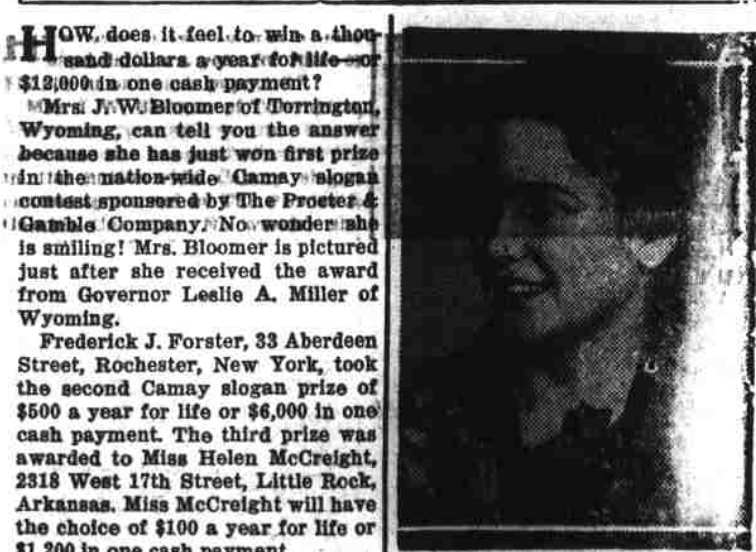 HOW does it feel to win a thou-
sand dollars a year for life—or
$12,000 in one cash payment?
Mrs. J. W. Bloomer of Torrington,
Wyoming, can tell you the answer
because she has just won first prize
in the nation-wide Camay slogan
contest sponsored by The Procter &
Gamble Company. No wonder she
is smiling! Mrs. Bloomer is pictured
just after she received the award
from Governor Leslie A. Miller of
Wyoming.
Frederick J. Forster, 33 Aberdeen
Street, Rochester, New York, took
the second Camay slogan prize of
$500 a year for life or $6,000 in one
cash payment. The third prize was
awarded to Miss Helen McCreight,
2318 West 17th Street, Little Rock,
Arkansas. Miss McCreight will have
the choice of $100 a year for life or
$1,200 in one cash payment.